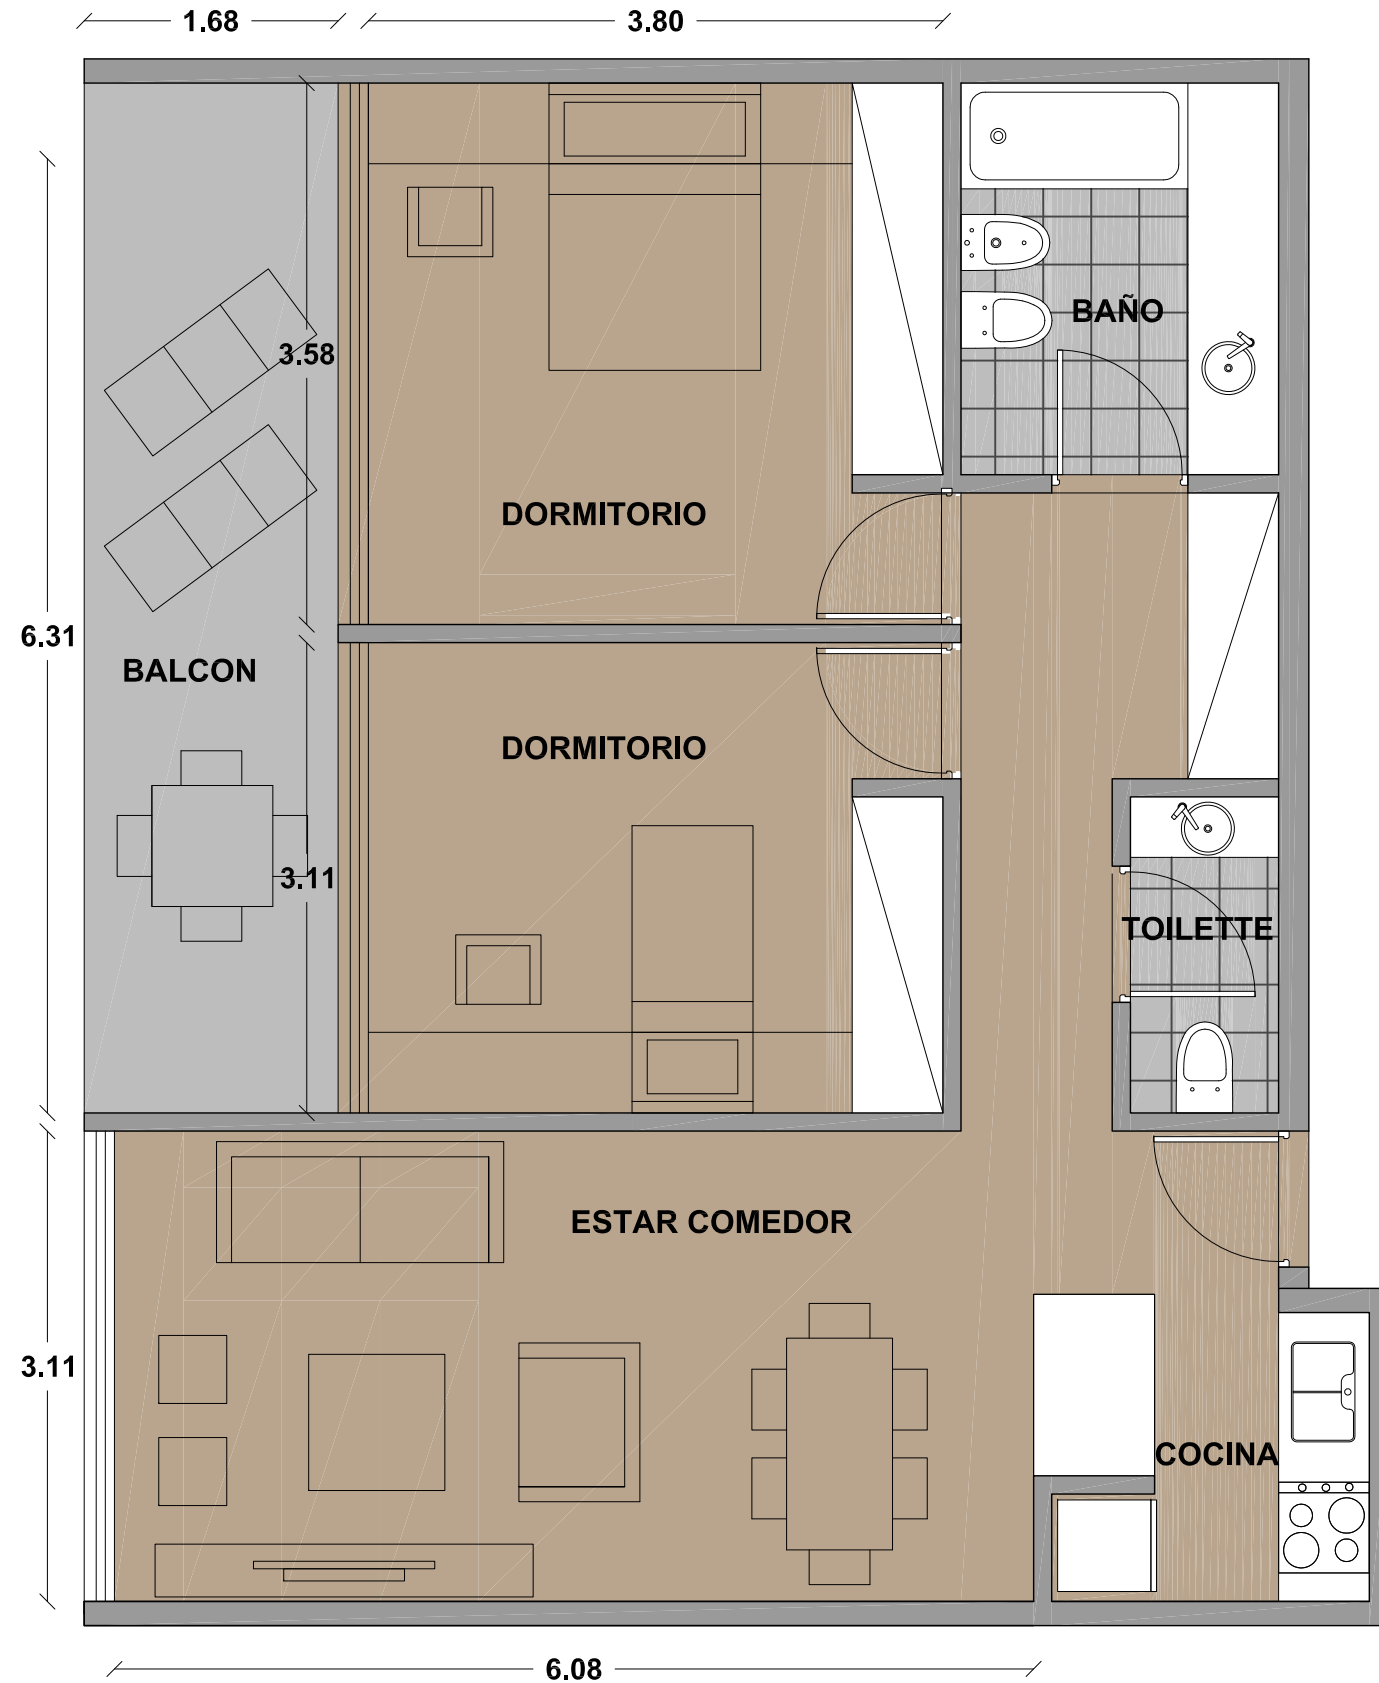 1.68
3.80
BAÑO
3.58
DORMITORIO
6.31
BALCON
DORMITORIO
3.11
TOILETTE
ESTAR COMEDOR
3.11
COCINA
6.08